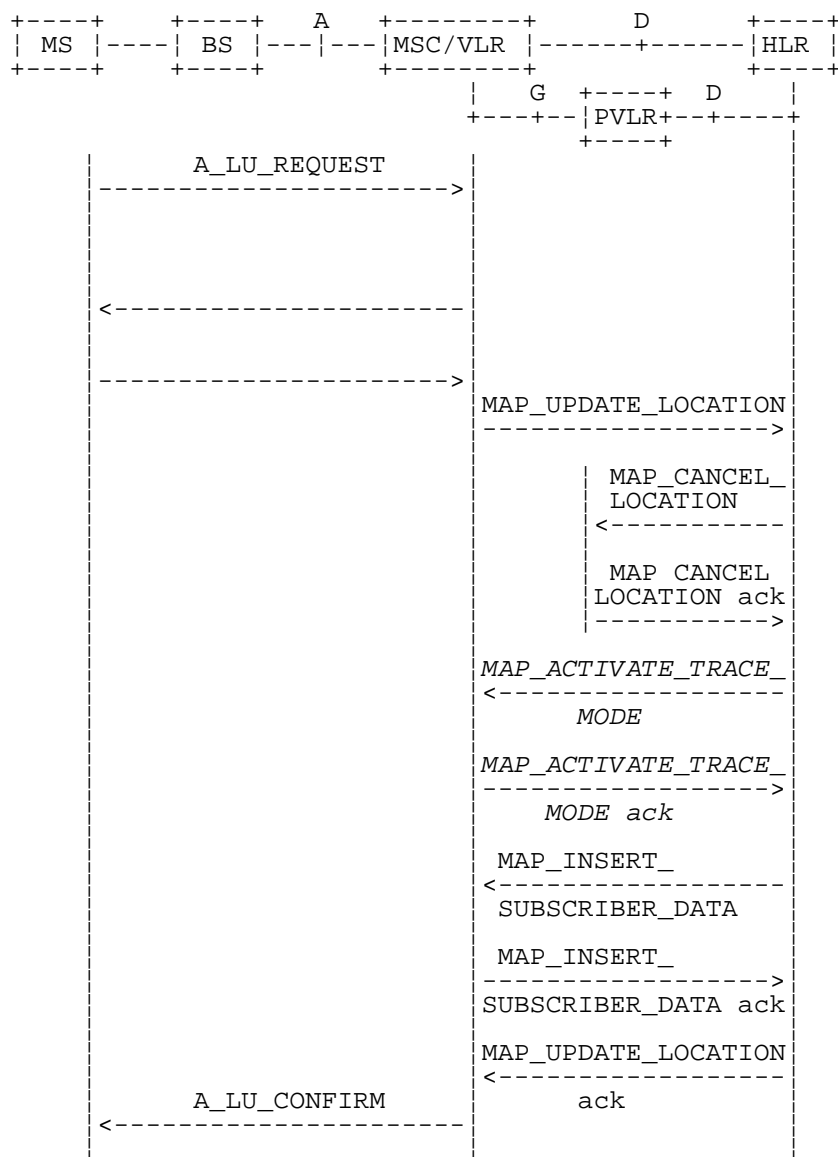 A D
MS BS MSC/VLR HLR
G D
PVLR
A_LU_REQUEST
MAP_UPDATE_LOCATION
MAP_CANCEL_
LOCATION
MAP CANCEL
LOCATION ack
MAP_ACTIVATE_TRACE_
MODE
MAP_ACTIVATE_TRACE_
MODE ack
MAP_INSERT_
SUBSCRIBER_DATA
MAP_INSERT_
SUBSCRIBER_DATA ack
MAP_UPDATE_LOCATION
A_LU_CONFIRM ack